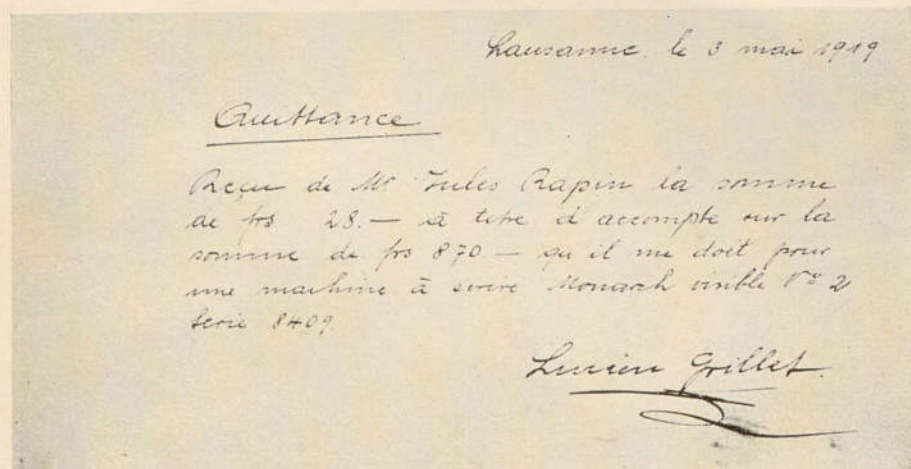 Lausanne, le 3 mai 1919
Quittance
Reçu de Mr Jules Rapin la somme
de frs 28.— à titre d'accompte sur la
somme de frs 870.— qu'il me doit pour
une machine à écrire Monarch visible No 2
Serie 8409.
Lucien Grillet.